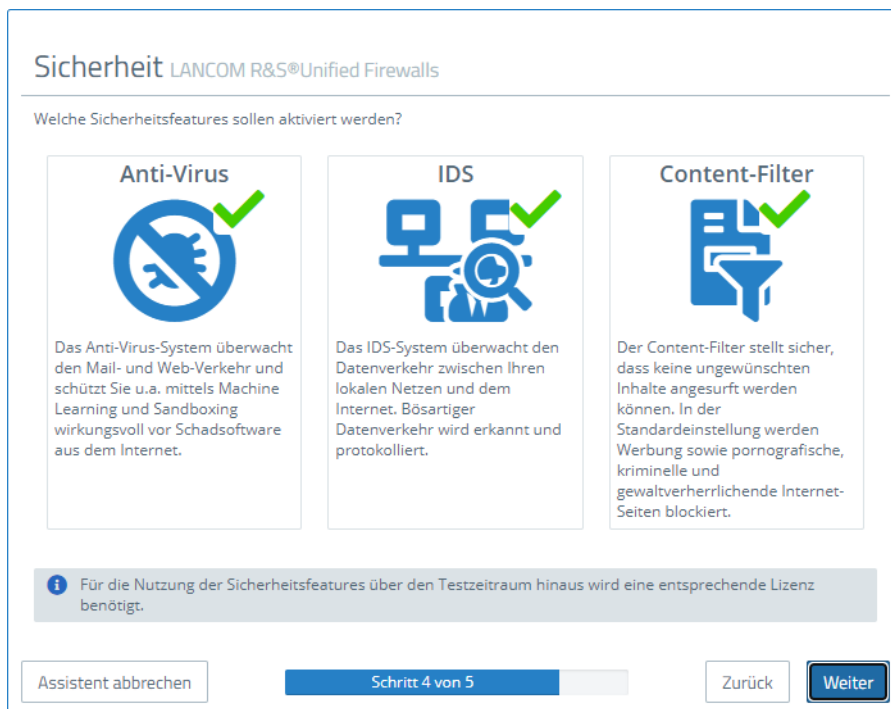 Sicherheit LANCOM R&S®Unified Firewalls
Welche Sicherheitsfeatures sollen aktiviert werden?
Anti-Virus
Das Anti-Virus-System überwacht
den Mail- und Web-Verkehr und
schützt Sie u.a. mittels Machine
Learning und Sandboxing
wirkungsvoll vor Schadsoftware
aus dem Internet.
IDS
Das IDS-System überwacht den
Datenverkehr zwischen Ihren
lokalen Netzen und dem
Internet. Bösartiger
Datenverkehr wird erkannt und
protokolliert.
Content-Filter
Der Content-Filter stellt sicher,
dass keine ungewünschten
Inhalte angesurft werden
können. In der
Standardeinstellung werden
Werbung sowie pornografische,
kriminelle und
gewaltverherrlichende Internet-
Seiten blockiert.
Für die Nutzung der Sicherheitsfeatures über den Testzeitraum hinaus wird eine entsprechende Lizenz
benötigt.
Assistent abbrechen
Schritt 4 von 5
Zurück
Weiter